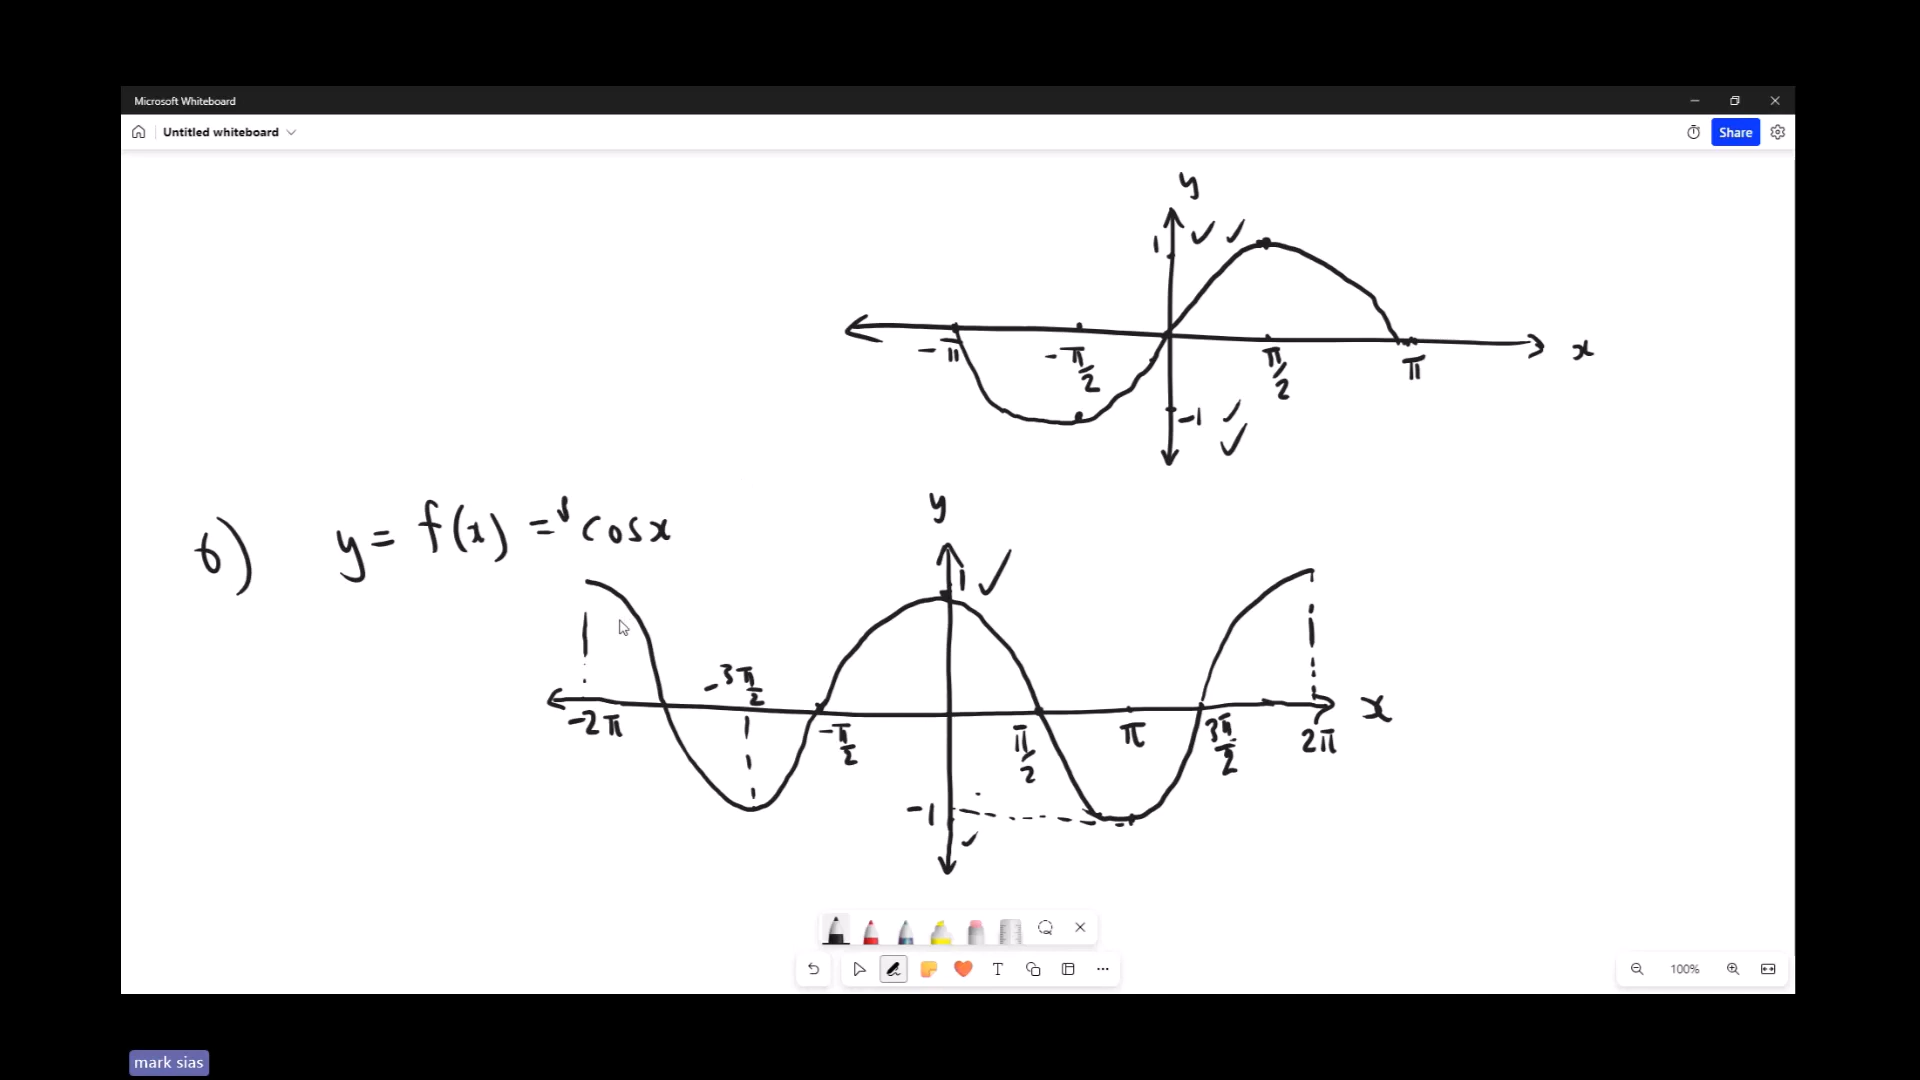 Microsoft Whiteboard
Untitled whiteboard
Share
y
1
-π
-π/2
π/2
π
x
-1
b) y = f(x) = cosx
y
1
-3π/2
-2π
-π/2
π/2
π
3π/2
2π
x
-1
T
100%
mark sias